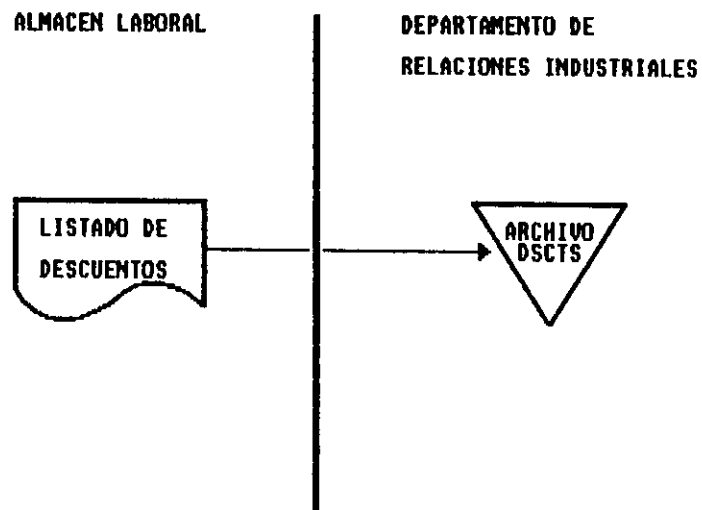 ALMACEN LABORAL
DEPARTAMENTO DE
RELACIONES INDUSTRIALES
LISTADO DE
DESCUENTOS
ARCHIVO
DSCTS